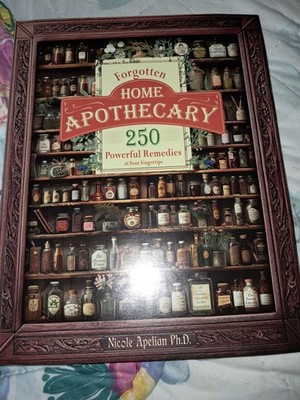 Forgotten
HOME
APOTHECARY
250
Powerful Remedies
at Your Fingertips
Nicole Apelian Ph.D.